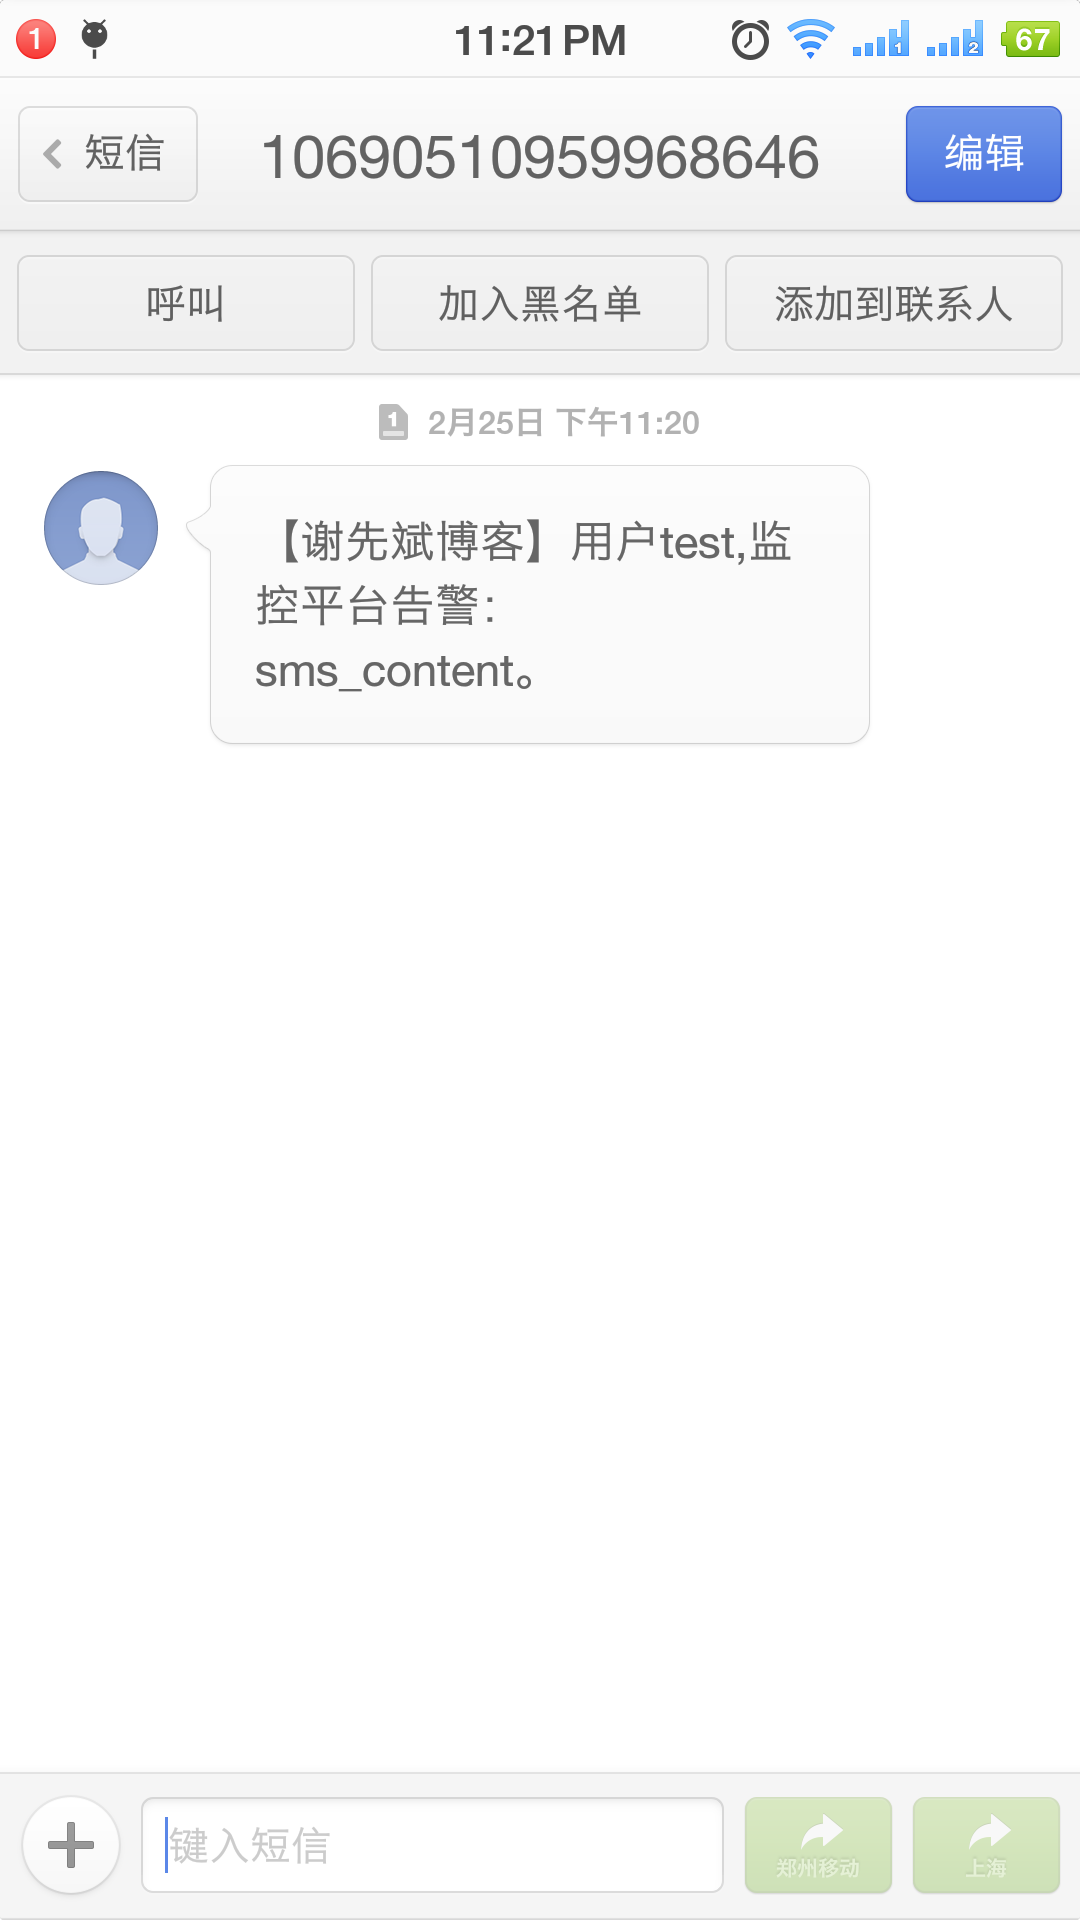 1
11:21 PM
1
2
67
短信
10690510959968646
编辑
呼叫
加入黑名单
添加到联系人
1 2月25日 下午11:20
【谢先斌博客】用户test,监
控平台告警：
sms_content。
键入短信
郑州移动
上海